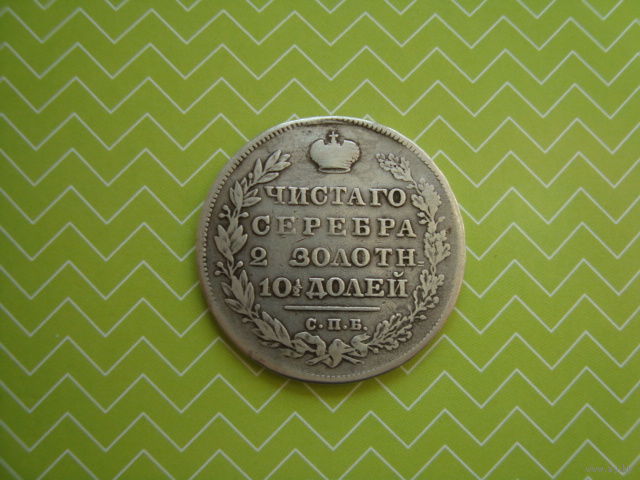 ЧИСТАГО
СЕРЕБРА
2 ЗОЛОТН.
10½ ДОЛЕЙ
С.П.Б.